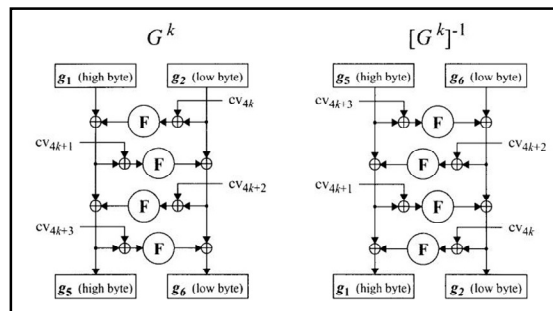 G^k [G^k]^-1
g1 (high byte) g2 (low byte) g5 (high byte) g6 (low byte)
F cv4k cv4k+3 F
cv4k+1 F F cv4k+2
F cv4k+2 cv4k+1 F
cv4k+3 F F cv4k
g5 (high byte) g6 (low byte) g1 (high byte) g2 (low byte)